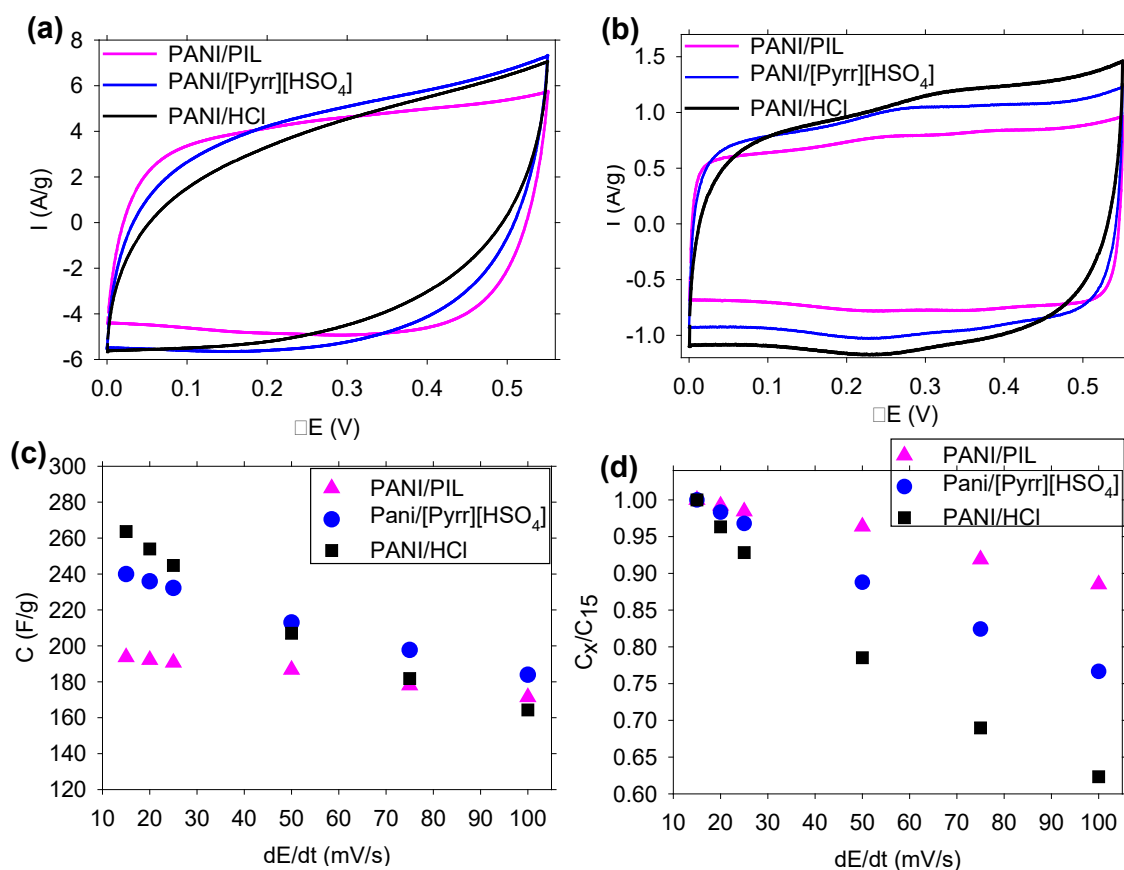 (a)
PANI/PIL
PANI/[Pyrr][HSO4]
PANI/HCl
8
6
4
2
0
-2
-4
-6
I (A/g)
0.0 0.1 0.2 0.3 0.4 0.5
□E (V)
(b)
PANI/PIL
PANI/[Pyrr][HSO4]
PANI/HCl
1.5
1.0
0.5
0.0
-0.5
-1.0
I (A/g)
0.0 0.1 0.2 0.3 0.4 0.5
□E (V)
(c)
PANI/PIL
Pani/[Pyrr][HSO4]
PANI/HCl
300
280
260
240
220
200
180
160
140
120
C (F/g)
10 20 30 40 50 60 70 80 90 100
dE/dt (mV/s)
(d)
PANI/PIL
Pani/[Pyrr][HSO4]
PANI/HCl
1.00
0.95
0.90
0.85
0.80
0.75
0.70
0.65
0.60
Cx/C15
10 20 30 40 50 60 70 80 90 100
dE/dt (mV/s)